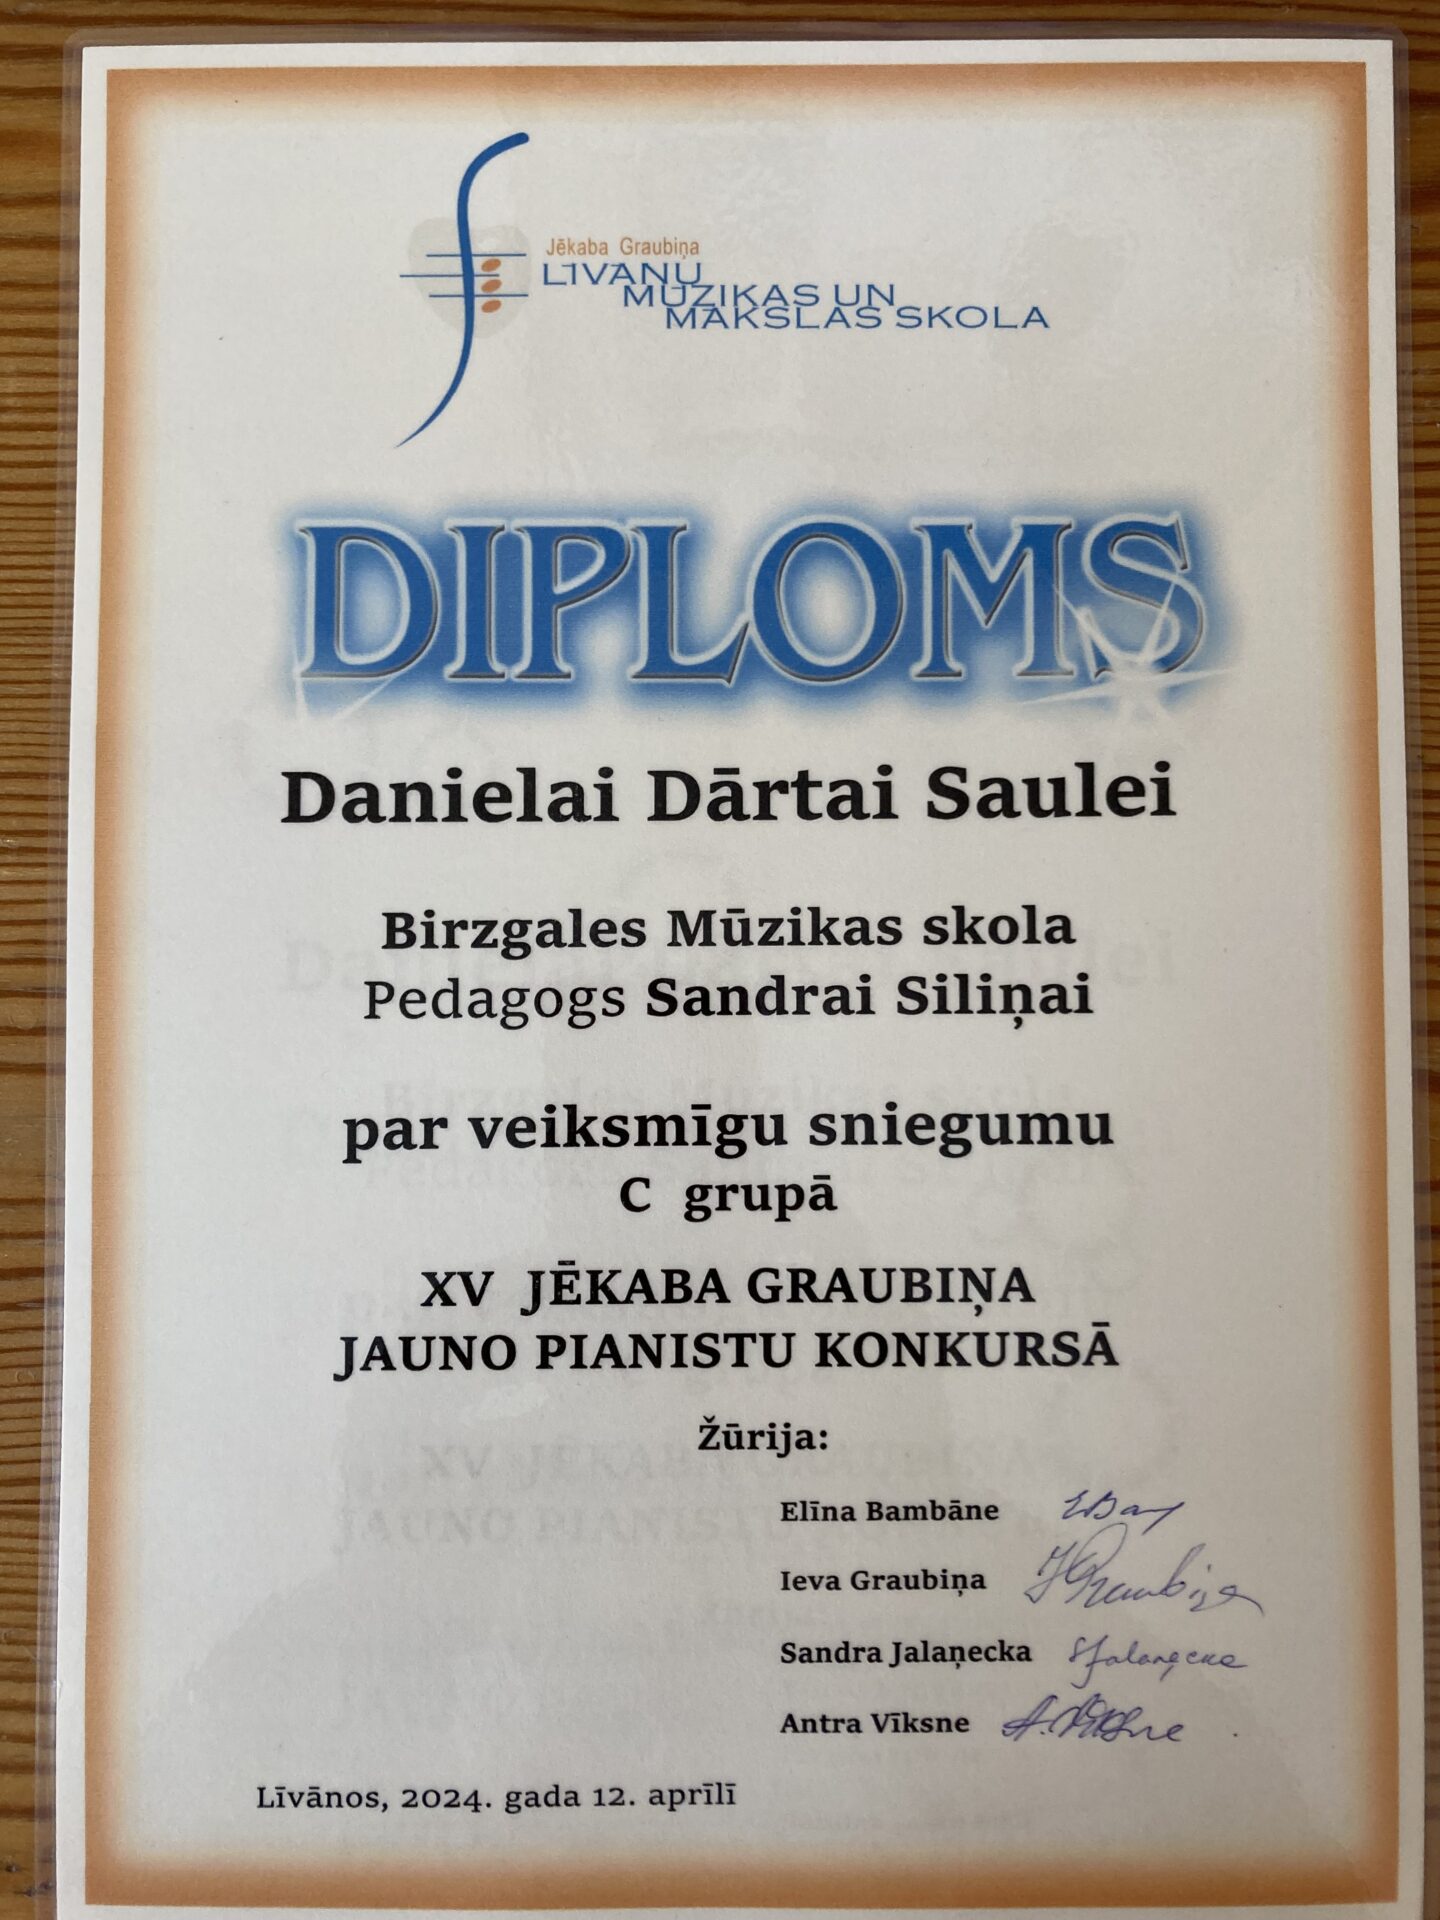 Jēkaba Graubiņa
LĪVĀNU
MŪZIKAS UN
MĀKSLAS SKOLA
DIPLOMS
Danielai Dārtai Saulei
Birzgales Mūzikas skola
Pedagogs Sandrai Siliņai
par veiksmīgu sniegumu
C grupā
XV JĒKABA GRAUBIŅA
JAUNO PIANISTU KONKURSĀ
Žūrija:
Elīna Bambāne
Ieva Graubiņa
Sandra Jalaņecka
Antra Vīksne
Līvānos, 2024. gada 12. aprīlī